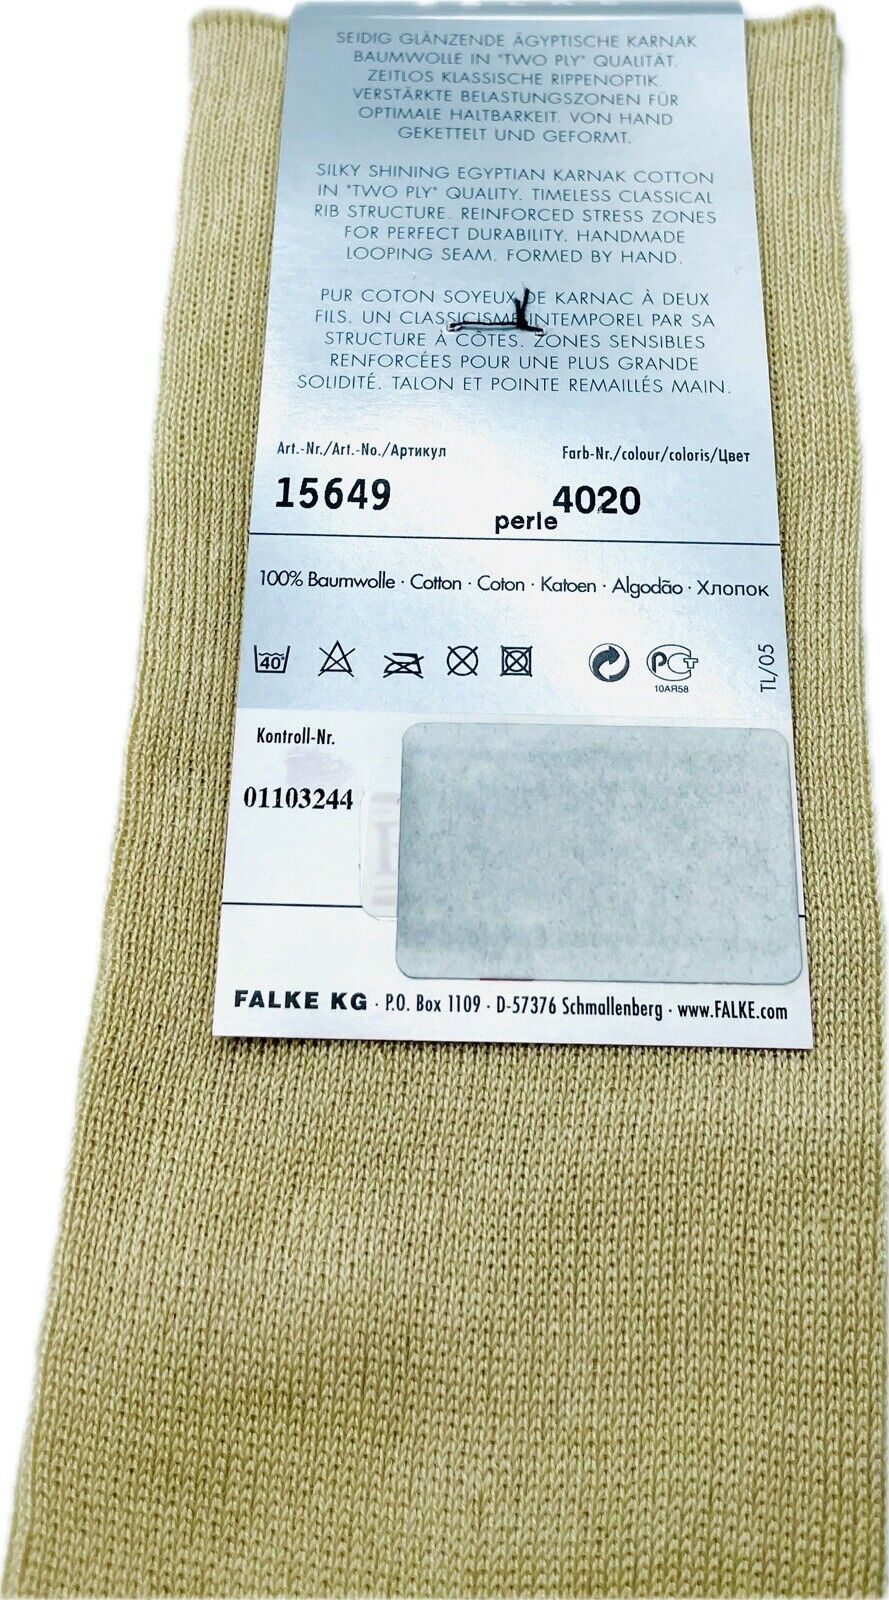 FALKE
SEIDIG GLÄNZENDE ÄGYPTISCHE KARNAK
BAUMWOLLE IN "TWO PLY" QUALITÄT.
ZEITLOS KLASSISCHE RIPPENOPTIK.
VERSTÄRKTE BELASTUNGSZONEN FÜR
OPTIMALE HALTBARKEIT. VON HAND
GEKETTELT UND GEFORMT.
SILKY SHINING EGYPTIAN KARNAK COTTON
IN "TWO PLY" QUALITY. TIMELESS CLASSICAL
RIB STRUCTURE. REINFORCED STRESS ZONES
FOR PERFECT DURABILITY. HANDMADE
LOOPING SEAM. FORMED BY HAND.
PUR COTON SOYEUX DE KARNAC À DEUX
FILS. UN CLASSICISME INTEMPOREL PAR SA
STRUCTURE À CÔTES. ZONES SENSIBLES
RENFORCÉES POUR UNE PLUS GRANDE
SOLIDITÉ. TALON ET POINTE REMAILLÉS MAIN.
Art.-Nr./Art.-No./Артикул Farb-Nr./colour/coloris/Цвет
15649 perle 4020
100% Baumwolle · Cotton · Coton · Katoen · Algodão · Хлопок
40°
10АЯ58
TL/05
Kontroll-Nr.
01103244
FALKE KG · P.O. Box 1109 · D-57376 Schmallenberg · www.FALKE.com